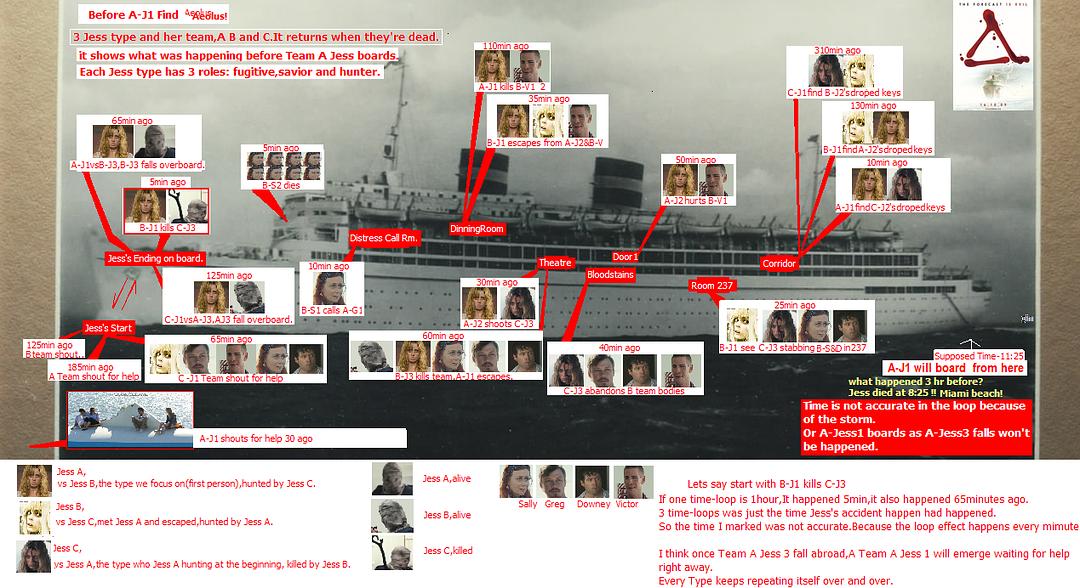 Before A-J1 Find Aeolus!
Aeolus
3 Jess type and her team,A B and C.It returns when they're dead.
it shows what was happening before Team A Jess boards.
Each Jess type has 3 roles: fugitive,savior and hunter.
THE FORECAST IS EVIL
16.10.09
110min ago
A-J1 kills B-V1 2
35min ago
B-J1 escapes from A-J2&B-V
310min ago
C-J1find B-J2'sdroped keys
130min ago
B-J1findA-J2'sdropedkeys
10min ago
A-J1findC-J2'sdropedkeys
65min ago
A-J1vsB-J3,B-J3 falls overboard.
5min ago
B-J1 kills C-J3
5min ago
B-S2 dies
50min ago
A-J2 hurts B-V1
Jess's Ending on board.
Distress Call Rm.
DinningRoom
Theatre
Door1
Bloodstains
Room 237
Corridor
125min ago
C-J1vsA-J3,AJ3 fall overboard.
10min ago
B-S1 calls A-G1
30min ago
A-J2 shoots C-J3
25min ago
B-J1 see C-J3 stabbing B-S&D in237
Jess's Start
125min ago
B team shout..
185min ago
A Team shout for help
65min ago
C -J1 Team shout for help
60min ago
B-J3 kills team,A-J1 escapes.
40min ago
C-J3 abandons B team bodies
Supposed Time-11:25
A-J1 will board from here
what happened 3 hr before?
Jess died at 8:25 !! Miami beach!
Time is not accurate in the loop because
of the storm.
Or A-Jess1 boards as A-Jess3 falls won't
be happened.
A-J1 shouts for help 30 ago
Jess A,
vs Jess B,the type we focus on(first person),hunted by Jess C.
Jess B,
vs Jess C,met Jess A and escaped,hunted by Jess A.
Jess C,
vs Jess A,the type who Jess A hunting at the beginning, killed by Jess B.
Jess A,alive
Jess B,alive
Jess C,killed
Sally Greg Downey Victor
Lets say start with B-J1 kills C-J3
If one time-loop is 1hour,It happened 5min,it also happened 65minutes ago.
3 time-loops was just the time Jess's accident happen had happened.
So the time I marked was not accurate.Because the loop effect happens every mimute
I think once Team A Jess 3 fall abroad,A Team A Jess 1 will emerge waiting for help
right away.
Every Type keeps repeating itself over and over.